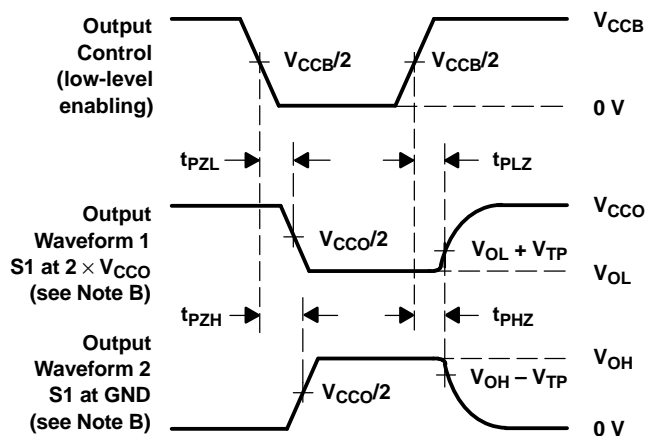 Output
Control
(low-level
enabling)
V_CCB/2
V_CCB/2
V_CCB
0 V
t_PZL
t_PLZ
Output
Waveform 1
S1 at 2 × V_CCO
(see Note B)
V_CCO/2
V_CCO
V_OL + V_TP
V_OL
t_PZH
t_PHZ
Output
Waveform 2
S1 at GND
(see Note B)
V_CCO/2
V_OH
V_OH – V_TP
0 V